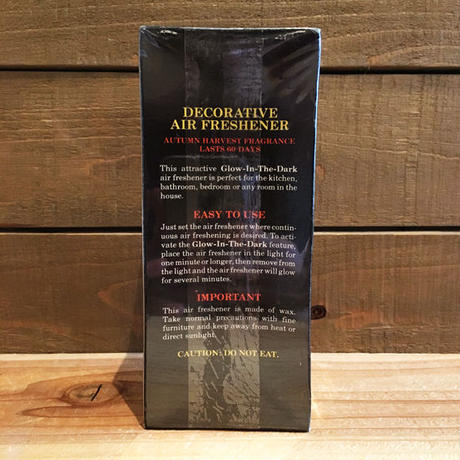 DECORATIVE
AIR FRESHENER
AUTUMN HARVEST FRAGRANCE
LASTS 60 DAYS
This attractive Glow-In-The-Dark
air freshener is perfect for the kitchen,
bathroom, bedroom or any room in the
house.
EASY TO USE
Just set the air freshener where contin-
uous air freshening is desired. To acti-
vate the Glow-In-The-Dark feature,
place the air freshener in the light for
one minute or longer, then remove from
the light and the air freshener will glow
for several minutes.
IMPORTANT
This air freshener is made of wax.
Take normal precautions with fine
furniture and keep away from heat or
direct sunlight.
CAUTION: DO NOT EAT.